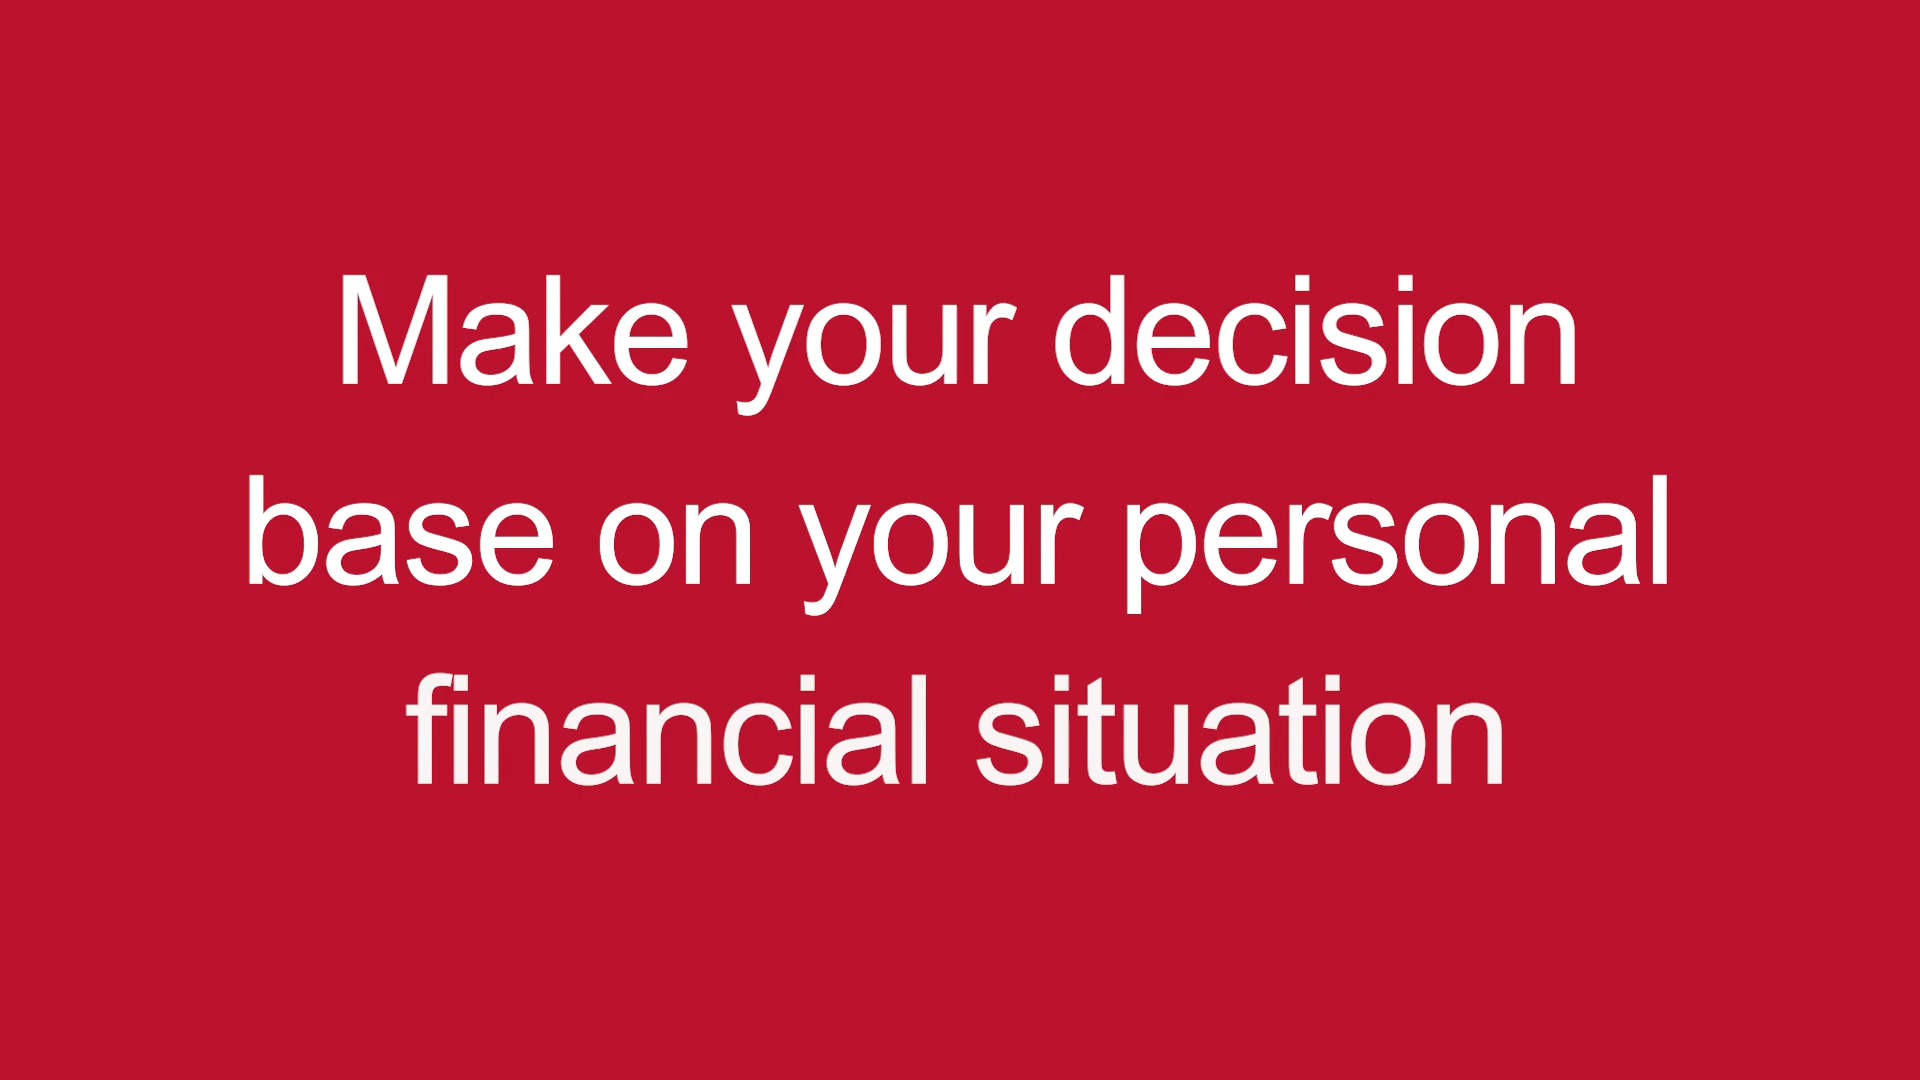 Make your decision
base on your personal
financial situation